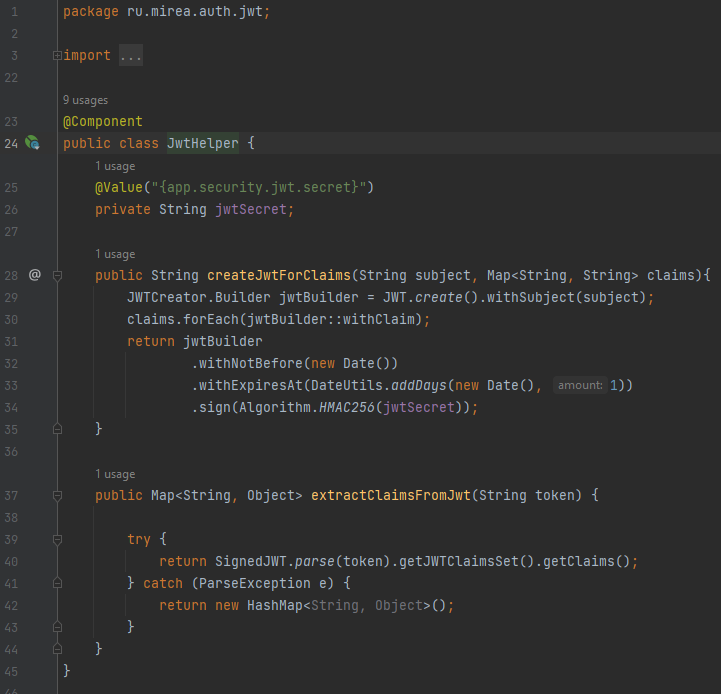 1 package ru.mirea.auth.jwt;
2
3 import ...
22
9 usages
23 @Component
24 public class JwtHelper {
1 usage
25 @Value("{app.security.jwt.secret}")
26 private String jwtSecret;
27
1 usage
28 @ public String createJwtForClaims(String subject, Map<String, String> claims){
29 JWTCreator.Builder jwtBuilder = JWT.create().withSubject(subject);
30 claims.forEach(jwtBuilder::withClaim);
31 return jwtBuilder
32 .withNotBefore(new Date())
33 .withExpiresAt(DateUtils.addDays(new Date(), amount: 1))
34 .sign(Algorithm.HMAC256(jwtSecret));
35 }
36
1 usage
37 public Map<String, Object> extractClaimsFromJwt(String token) {
38
39 try {
40 return SignedJWT.parse(token).getJWTClaimsSet().getClaims();
41 } catch (ParseException e) {
42 return new HashMap<String, Object>();
43 }
44 }
45 }